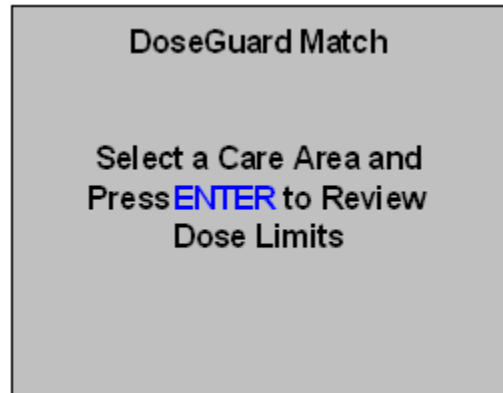 DoseGuard Match
Select a Care Area and
Press ENTER to Review
Dose Limits